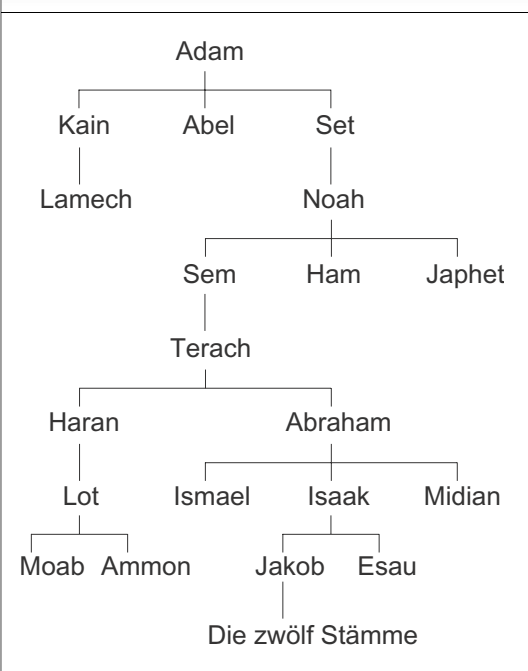 Adam
Kain Abel Set
Lamech Noah
Sem Ham Japhet
Terach
Haran Abraham
Lot Ismael Isaak Midian
Moab Ammon Jakob Esau
Die zwölf Stämme